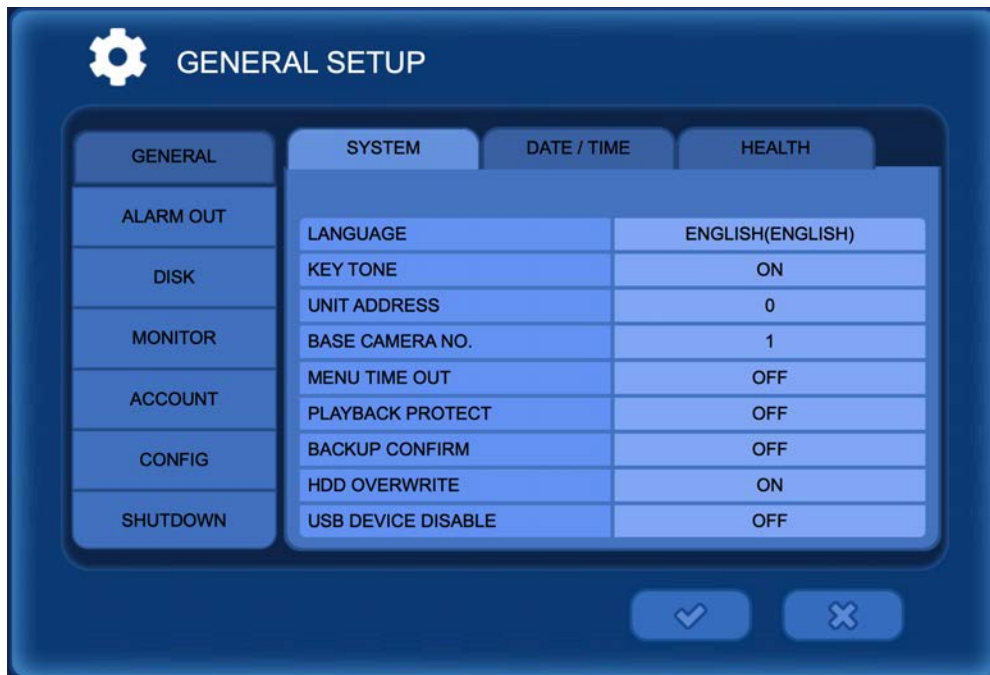 GENERAL SETUP
GENERAL
ALARM OUT
DISK
MONITOR
ACCOUNT
CONFIG
SHUTDOWN
SYSTEM DATE / TIME HEALTH
LANGUAGE ENGLISH(ENGLISH)
KEY TONE ON
UNIT ADDRESS 0
BASE CAMERA NO. 1
MENU TIME OUT OFF
PLAYBACK PROTECT OFF
BACKUP CONFIRM OFF
HDD OVERWRITE ON
USB DEVICE DISABLE OFF